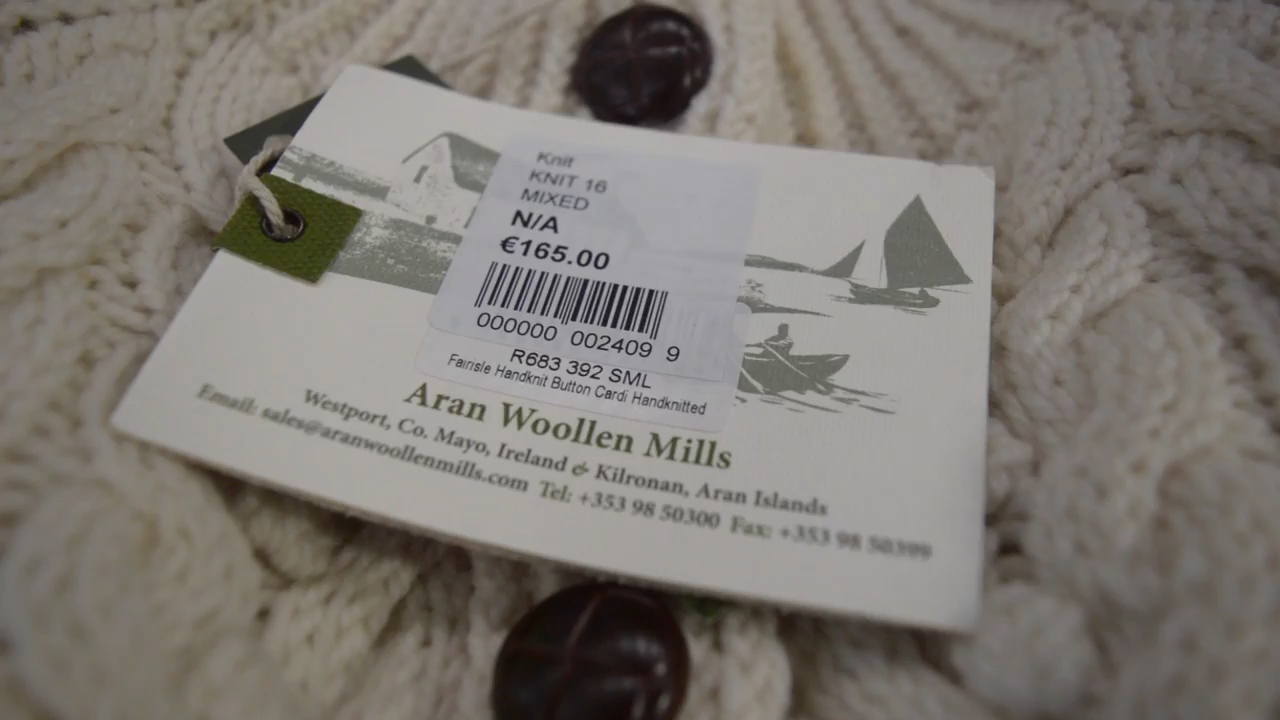 Knit
KNIT 16
MIXED
N/A
€165.00
000000 002409 9
R683 392 SML
Fairisle Handknit Button Cardi Handknitted
Aran Woollen Mills
Westport, Co. Mayo, Ireland & Kilronan, Aran Islands
Email: sales@aranwoollenmills.com Tel: +353 98 50300 Fax: +353 98 50399